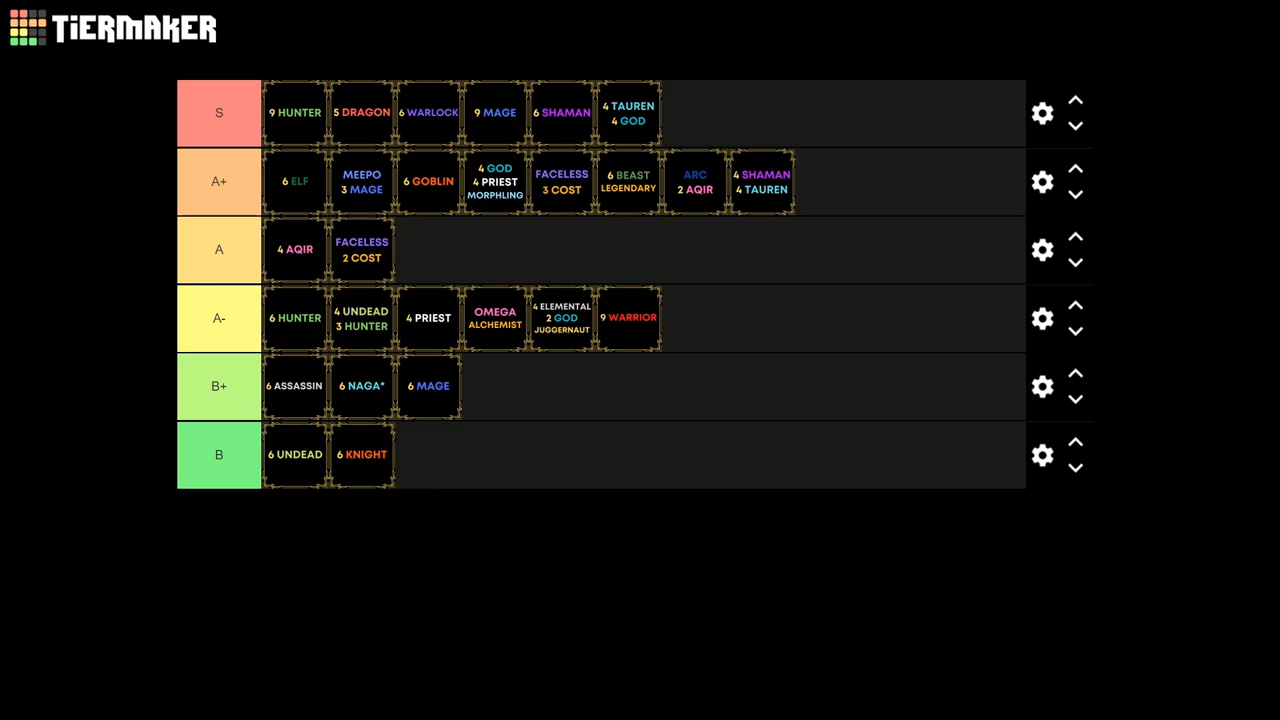 TIERMAKER
S
9 HUNTER
5 DRAGON
6 WARLOCK
9 MAGE
6 SHAMAN
4 TAUREN
4 GOD
A+
6 ELF
MEEPO
3 MAGE
6 GOBLIN
4 GOD
4 PRIEST
MORPHLING
FACELESS
3 COST
6 BEAST
LEGENDARY
ARC
2 AQIR
4 SHAMAN
4 TAUREN
A
4 AQIR
FACELESS
2 COST
A-
6 HUNTER
4 UNDEAD
3 HUNTER
4 PRIEST
OMEGA
ALCHEMIST
4 ELEMENTAL
2 GOD
JUGGERNAUT
9 WARRIOR
B+
6 ASSASSIN
6 NAGA*
6 MAGE
B
6 UNDEAD
6 KNIGHT